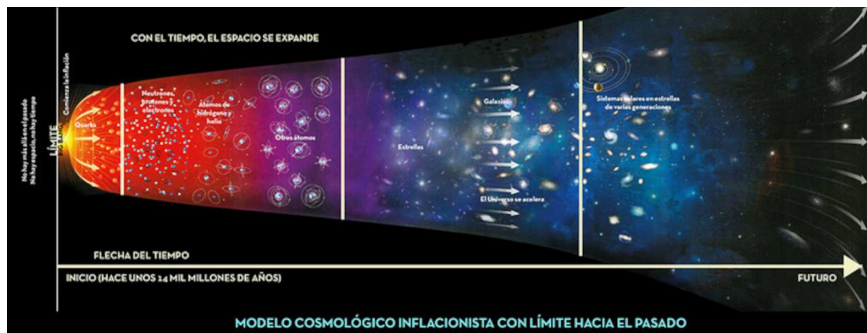 CON EL TIEMPO, EL ESPACIO SE EXPANDE
No hay más allá en el pasado
No hay espacio, no hay tiempo
LÍMITE
Comienza la inflación
Quarks
Neutrones,
protones y
electrones
Átomos de
hidrógeno y
helio
Otros átomos
Estrellas
Galaxias
El Universo se acelera
Sistemas solares en estrellas
de varias generaciones
FLECHA DEL TIEMPO
INICIO (HACE UNOS 14 MIL MILLONES DE AÑOS)
FUTURO
MODELO COSMOLÓGICO INFLACIONISTA CON LÍMITE HACIA EL PASADO